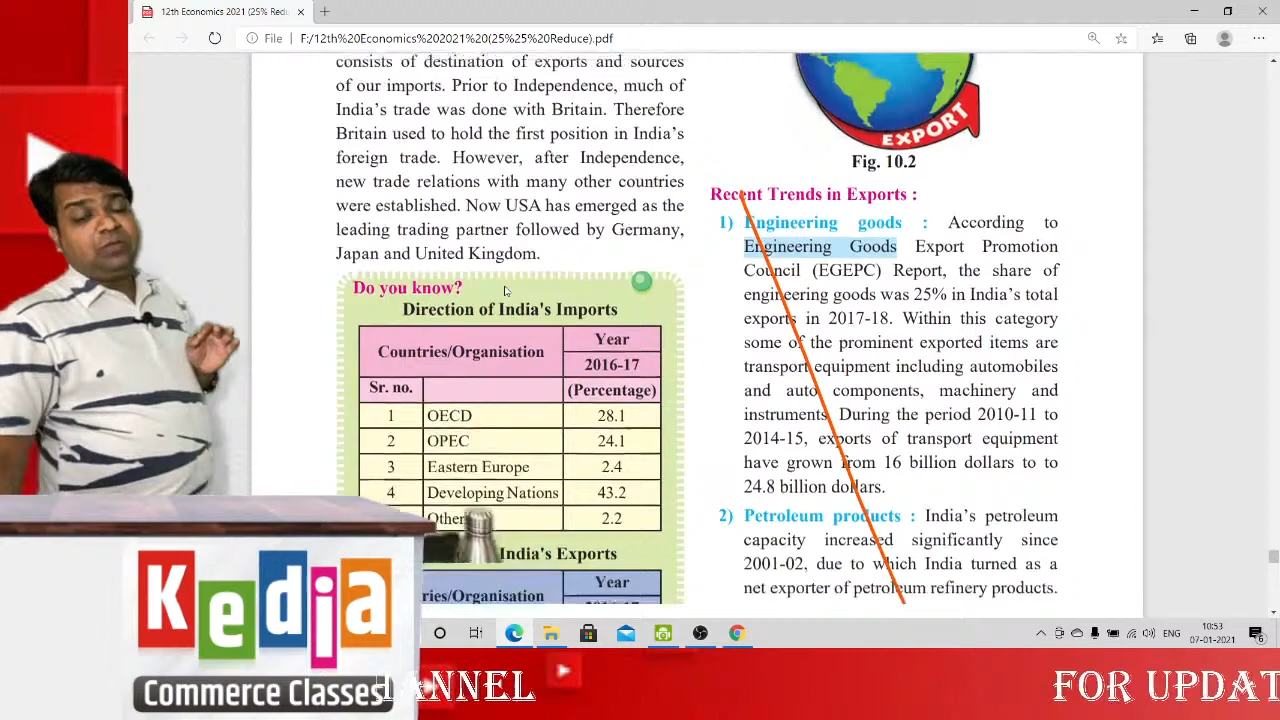 12th Economics 2021 (25% Redu
File
F:/12th%20Economics%202021%20(25%25%20Reduce).pdf
consists of destination of exports and sources
of our imports. Prior to Independence, much of
India's trade was done with Britain. Therefore
Britain used to hold the first position in India's
foreign trade. However, after Independence,
new trade relations with many other countries
were established. Now USA has emerged as the
leading trading partner followed by Germany,
Japan and United Kingdom.
Do you know?
Direction of India's Imports
Countries/Organisation
Year
2016-17
Sr. no.
(Percentage)
1 OECD 28.1
2 OPEC 24.1
3 Eastern Europe 2.4
4 Developing Nations 43.2
Other 2.2
India's Exports
ries/Organisation
Year
EXPORT
Fig. 10.2
Recent Trends in Exports :
1) Engineering goods : According to
Engineering Goods Export Promotion
Council (EGEPC) Report, the share of
engineering goods was 25% in India's total
exports in 2017-18. Within this category
some of the prominent exported items are
transport equipment including automobiles
and auto components, machinery and
instruments. During the period 2010-11 to
2014-15, exports of transport equipment
have grown from 16 billion dollars to to
24.8 billion dollars.
2) Petroleum products : India's petroleum
capacity increased significantly since
2001-02, due to which India turned as a
net exporter of petroleum refinery products.
ENG
10:53
07-01-2021
6
Kedia
Commerce Classes
HANNEL
FOR UPDAT